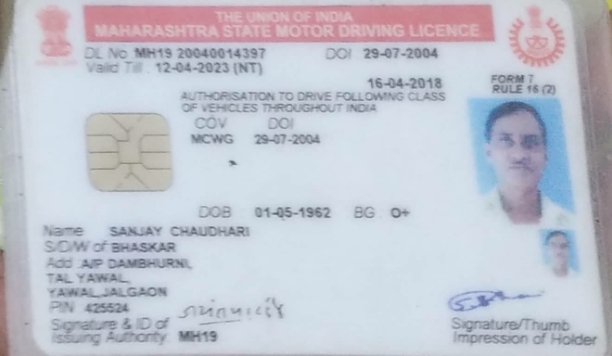 THE UNION OF INDIA
MAHARASHTRA STATE MOTOR DRIVING LICENCE
DL No MH19 20040014397 DOI 29-07-2004
Valid Till : 12-04-2023 (NT)
16-04-2018
FORM 7
RULE 16 (2)
AUTHORISATION TO DRIVE FOLLOWING CLASS
OF VEHICLES THROUGHOUT INDIA
COV DOI
MCWG 29-07-2004
DOB : 01-05-1962 BG : O+
Name SANJAY CHAUDHARI
S/D/W of BHASKAR
Add A/P DAMBHURNI,
TAL YAWAL,
YAWAL,JALGAON
PIN 425524
Signature & ID of
Issuing Authority MH19
Signature/Thumb
Impression of Holder